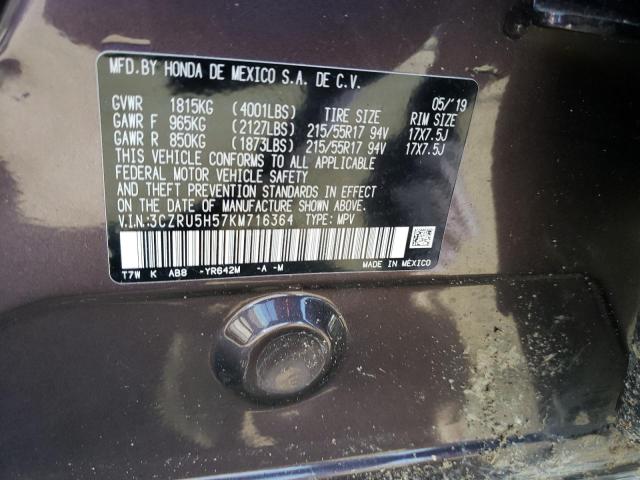 MFD.BY HONDA DE MEXICO S.A. DE C.V.
05/'19
GVWR 1815KG (4001LBS) TIRE SIZE RIM SIZE
GAWR F 965KG (2127LBS) 215/55R17 94V 17X7.5J
GAWR R 850KG (1873LBS) 215/55R17 94V 17X7.5J
THIS VEHICLE CONFORMS TO ALL APPLICABLE
FEDERAL MOTOR VEHICLE SAFETY
AND THEFT PREVENTION STANDARDS IN EFFECT
ON THE DATE OF MANUFACTURE SHOWN ABOVE.
V.I.N:3CZRU5H57KM716364 TYPE: MPV
T7W K AB8 -YR642M -A -M MADE IN MEXICO